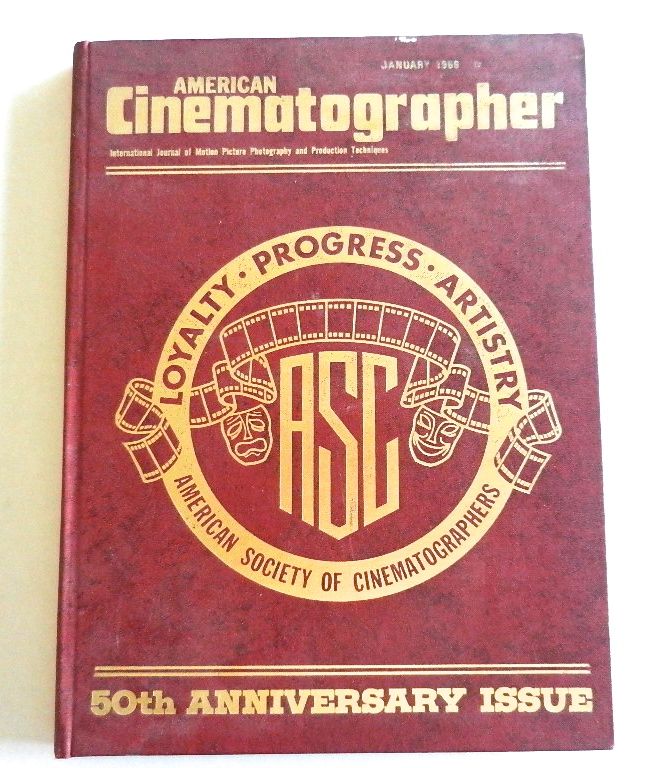 JANUARY 1969
AMERICAN
Cinematographer
International Journal of Motion Picture Photography and Production Techniques
LOYALTY · PROGRESS · ARTISTRY
ASC
AMERICAN SOCIETY OF CINEMATOGRAPHERS
50th ANNIVERSARY ISSUE